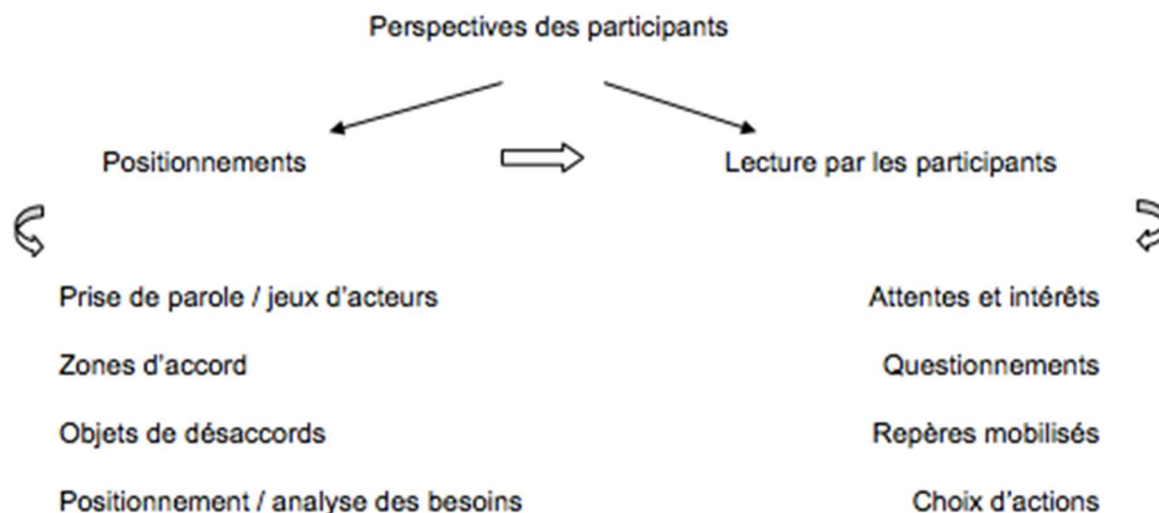 Perspectives des participants
Positionnements
Lecture par les participants
Prise de parole / jeux d'acteurs
Attentes et intérêts
Zones d'accord
Questionnements
Objets de désaccords
Repères mobilisés
Positionnement / analyse des besoins
Choix d'actions